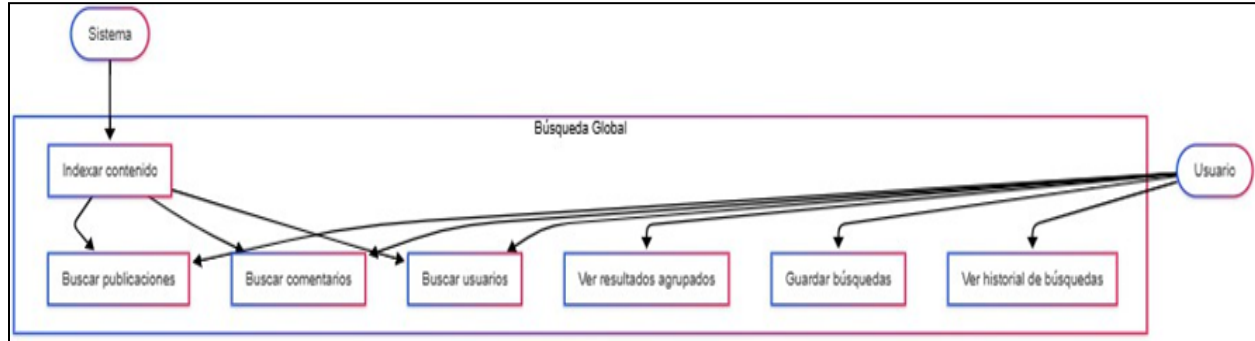 Sistema
Búsqueda Global
Indexar contenido
Usuario
Buscar publicaciones
Buscar comentarios
Buscar usuarios
Ver resultados agrupados
Guardar búsquedas
Ver historial de búsquedas